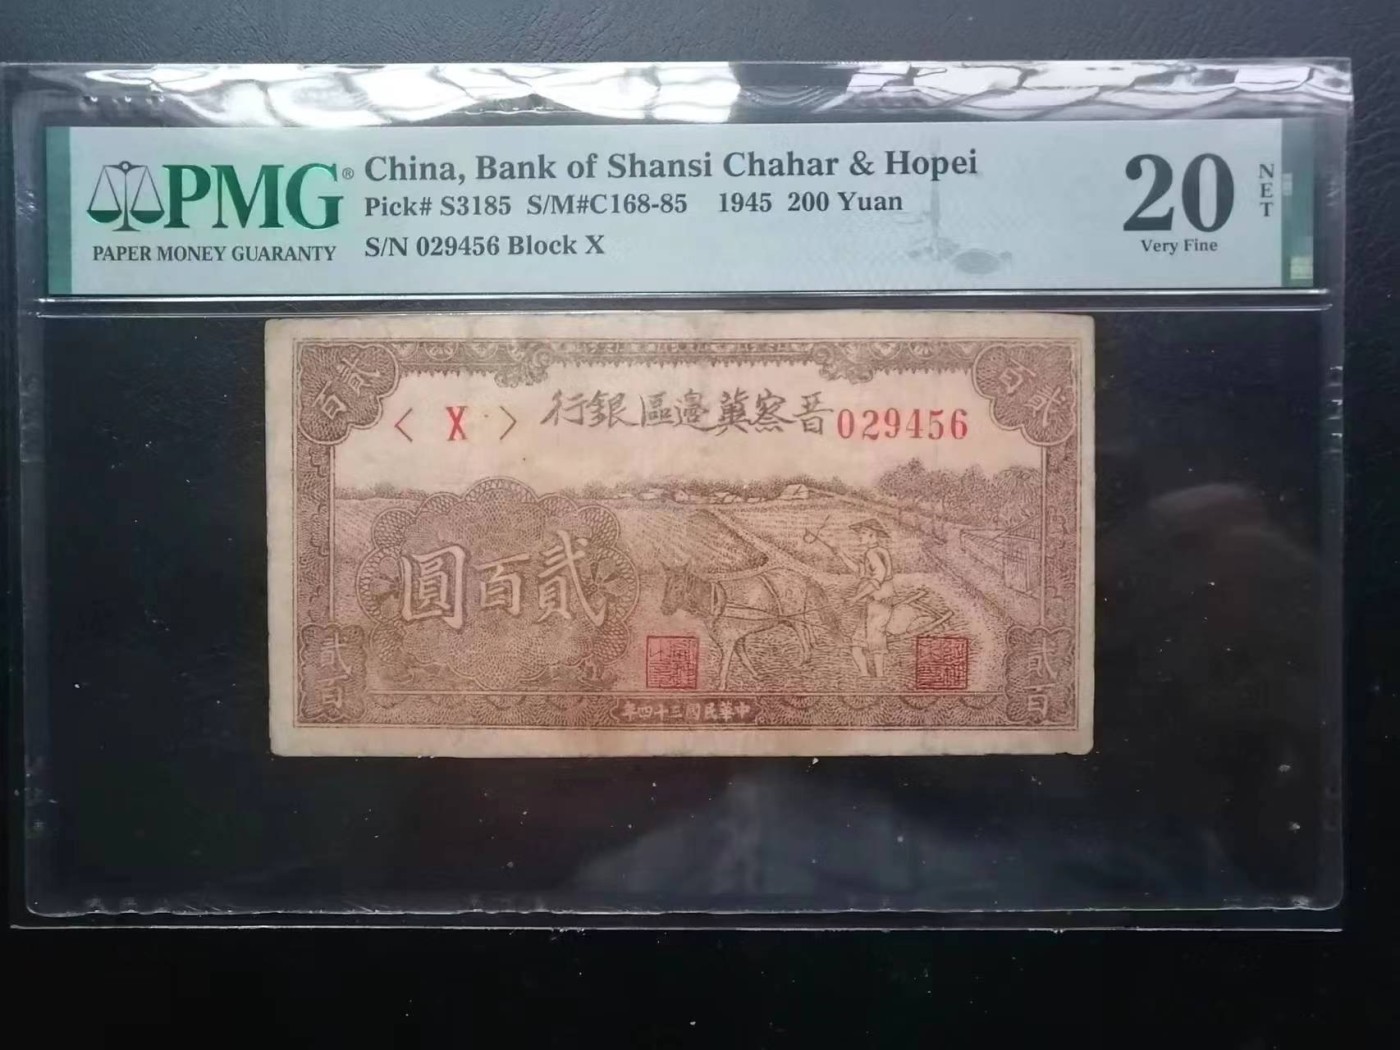 PMG®
PAPER MONEY GUARANTY
China, Bank of Shansi Chahar & Hopei
Pick# S3185 S/M#C168-85 1945 200 Yuan
S/N 029456 Block X
20
NET
Very Fine
貳百
貳百
〈 X 〉
晋察冀邊區銀行
029456
貳百圓
貳百
貳百
中華民國三十四年